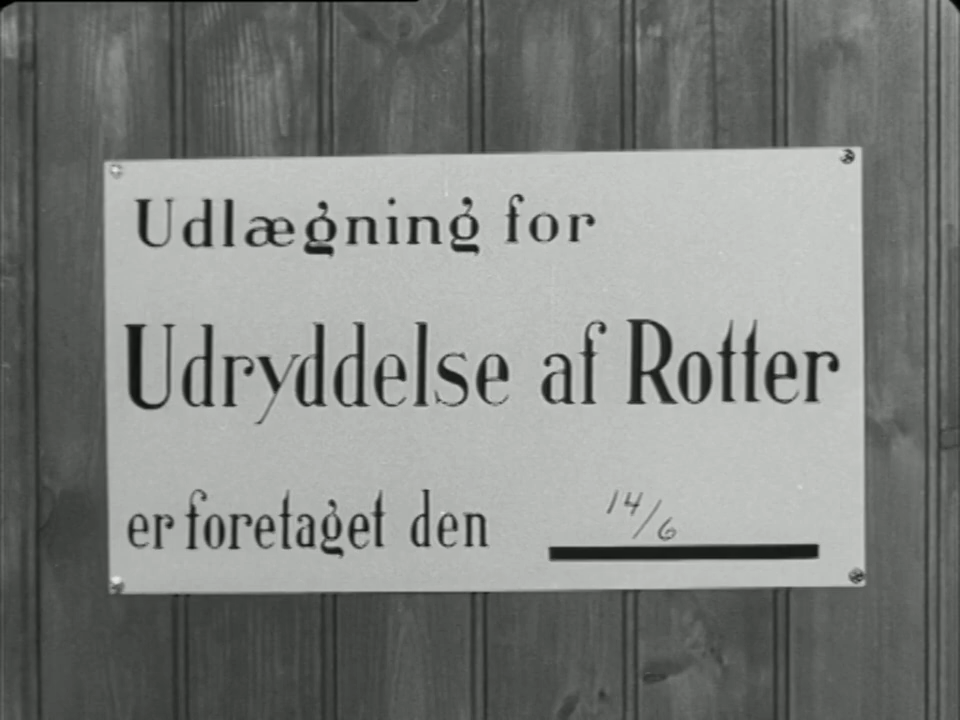 Udlægning for
Udryddelse af Rotter
er foretaget den 14/6